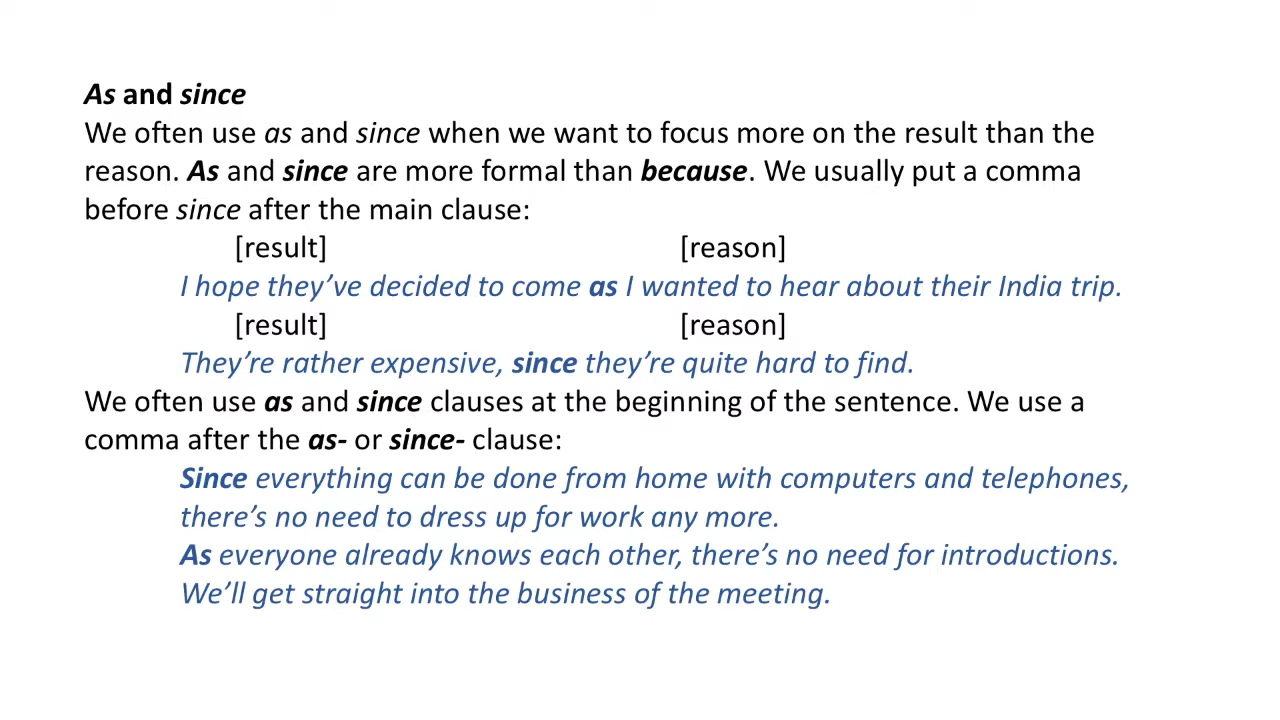 As and since
We often use as and since when we want to focus more on the result than the
reason. As and since are more formal than because. We usually put a comma
before since after the main clause:
[result] [reason]
I hope they’ve decided to come as I wanted to hear about their India trip.
[result] [reason]
They’re rather expensive, since they’re quite hard to find.
We often use as and since clauses at the beginning of the sentence. We use a
comma after the as- or since- clause:
Since everything can be done from home with computers and telephones,
there’s no need to dress up for work any more.
As everyone already knows each other, there’s no need for introductions.
We’ll get straight into the business of the meeting.